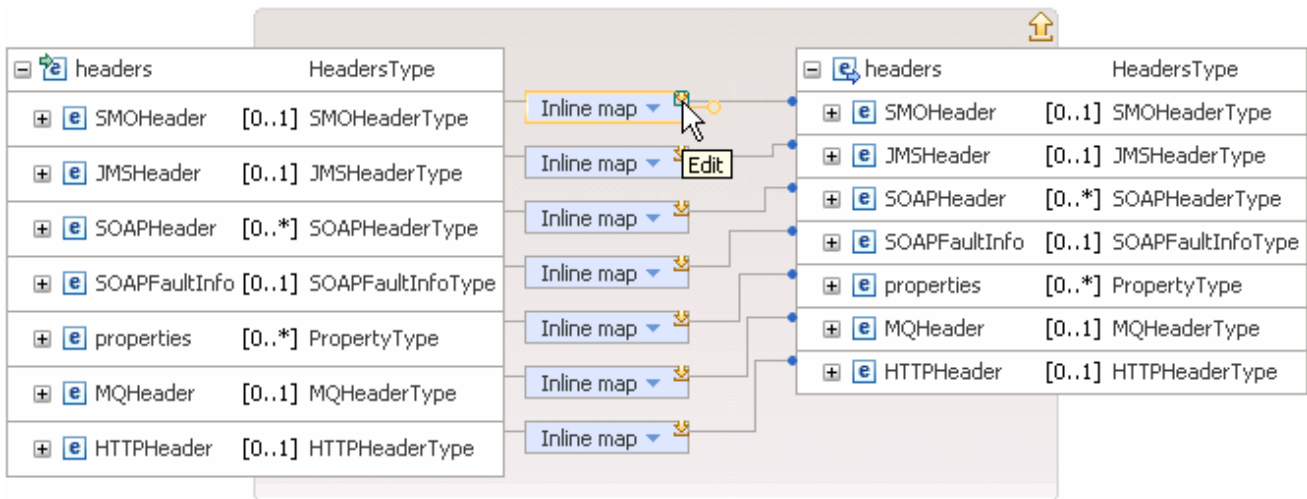 headers HeadersType
SMOHeader [0..1] SMOHeaderType
JMSHeader [0..1] JMSHeaderType
SOAPHeader [0..*] SOAPHeaderType
SOAPFaultInfo [0..1] SOAPFaultInfoType
properties [0..*] PropertyType
MQHeader [0..1] MQHeaderType
HTTPHeader [0..1] HTTPHeaderType
Inline map
Edit
Inline map
Inline map
Inline map
Inline map
Inline map
Inline map
headers HeadersType
SMOHeader [0..1] SMOHeaderType
JMSHeader [0..1] JMSHeaderType
SOAPHeader [0..*] SOAPHeaderType
SOAPFaultInfo [0..1] SOAPFaultInfoType
properties [0..*] PropertyType
MQHeader [0..1] MQHeaderType
HTTPHeader [0..1] HTTPHeaderType